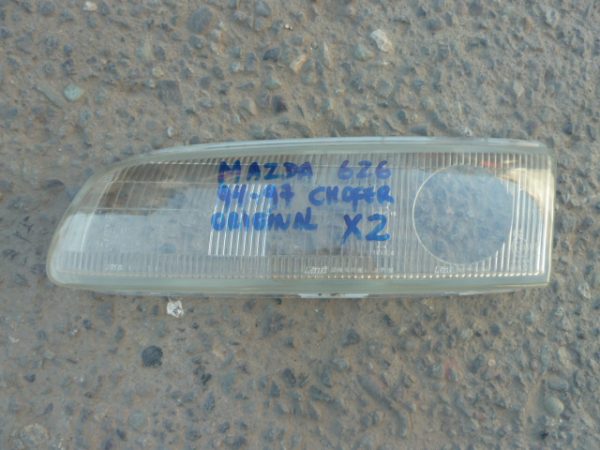 MAZDA 626
94-97 CHOFER
ORIGINAL X2